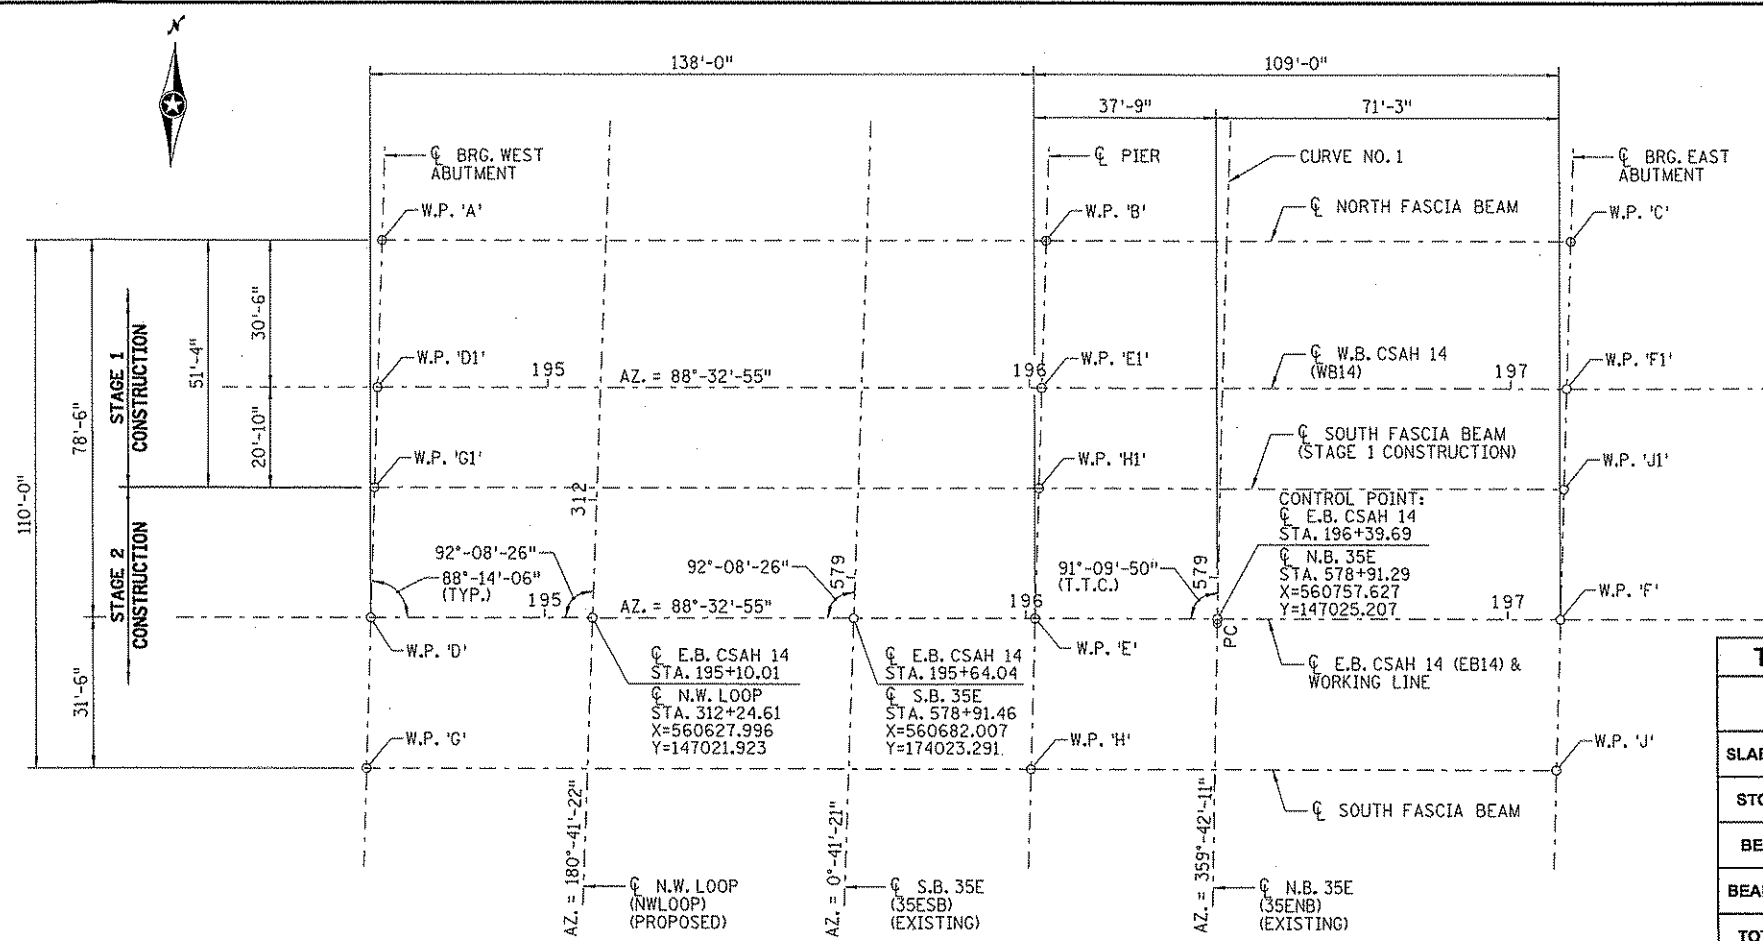 N
138'-0"
109'-0"
37'-9"
71'-3"
℄ BRG. WEST
ABUTMENT
℄ PIER
CURVE NO. 1
℄ BRG. EAST
ABUTMENT
W.P. 'A'
W.P. 'B'
℄ NORTH FASCIA BEAM
W.P. 'C'
110'-0"
78'-6"
31'-6"
STAGE 1
CONSTRUCTION
STAGE 2
CONSTRUCTION
51'-4"
30'-6"
20'-10"
W.P. 'D1'
195
AZ. = 88°-32'-55"
196
W.P. 'E1'
℄ W.B. CSAH 14
(WB14)
197
W.P. 'F1'
W.P. 'G1'
312
W.P. 'H1'
℄ SOUTH FASCIA BEAM
(STAGE 1 CONSTRUCTION)
W.P. 'J1'
CONTROL POINT:
℄ E.B. CSAH 14
STA. 196+39.69
℄ N.B. 35E
STA. 578+91.29
X=560757.627
Y=147025.207
92°-08'-26"
88°-14'-06"
(TYP.)
92°-08'-26"
579
91°-09'-50"
(T.T.C.)
579
195
AZ. = 88°-32'-55"
196
197
W.P. 'F'
W.P. 'D'
℄ E.B. CSAH 14
STA. 195+10.01
℄ N.W. LOOP
STA. 312+24.61
X=560627.996
Y=147021.923
℄ E.B. CSAH 14
STA. 195+64.04
℄ S.B. 35E
STA. 578+91.46
X=560682.007
Y=174023.291
W.P. 'E'
PC
℄ E.B. CSAH 14 (EB14) &
WORKING LINE
W.P. 'G'
W.P. 'H'
W.P. 'J'
℄ SOUTH FASCIA BEAM
AZ. = 180°-41'-22"
℄ N.W. LOOP
(NWLOOP)
(PROPOSED)
AZ. = 0°-41'-21"
℄ S.B. 35E
(35ESB)
(EXISTING)
AZ. = 359°-42'-11"
℄ N.B. 35E
(35ENB)
(EXISTING)
T
SLA
STO
BE
BEA
TO